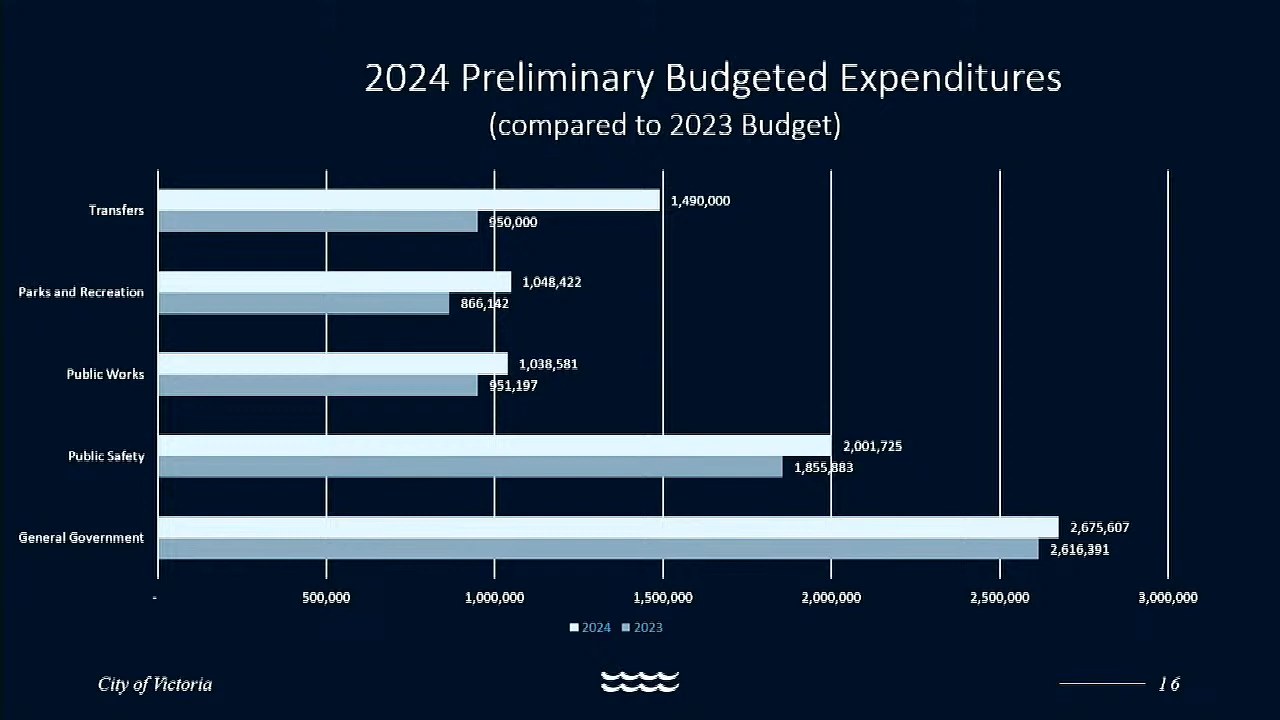 2024 Preliminary Budgeted Expenditures
(compared to 2023 Budget)
Transfers
1,490,000
950,000
Parks and Recreation
1,048,422
866,142
Public Works
1,038,581
951,197
Public Safety
2,001,725
1,855,883
General Government
2,675,607
2,616,391
- 500,000 1,000,000 1,500,000 2,000,000 2,500,000 3,000,000
2024 2023
City of Victoria
16